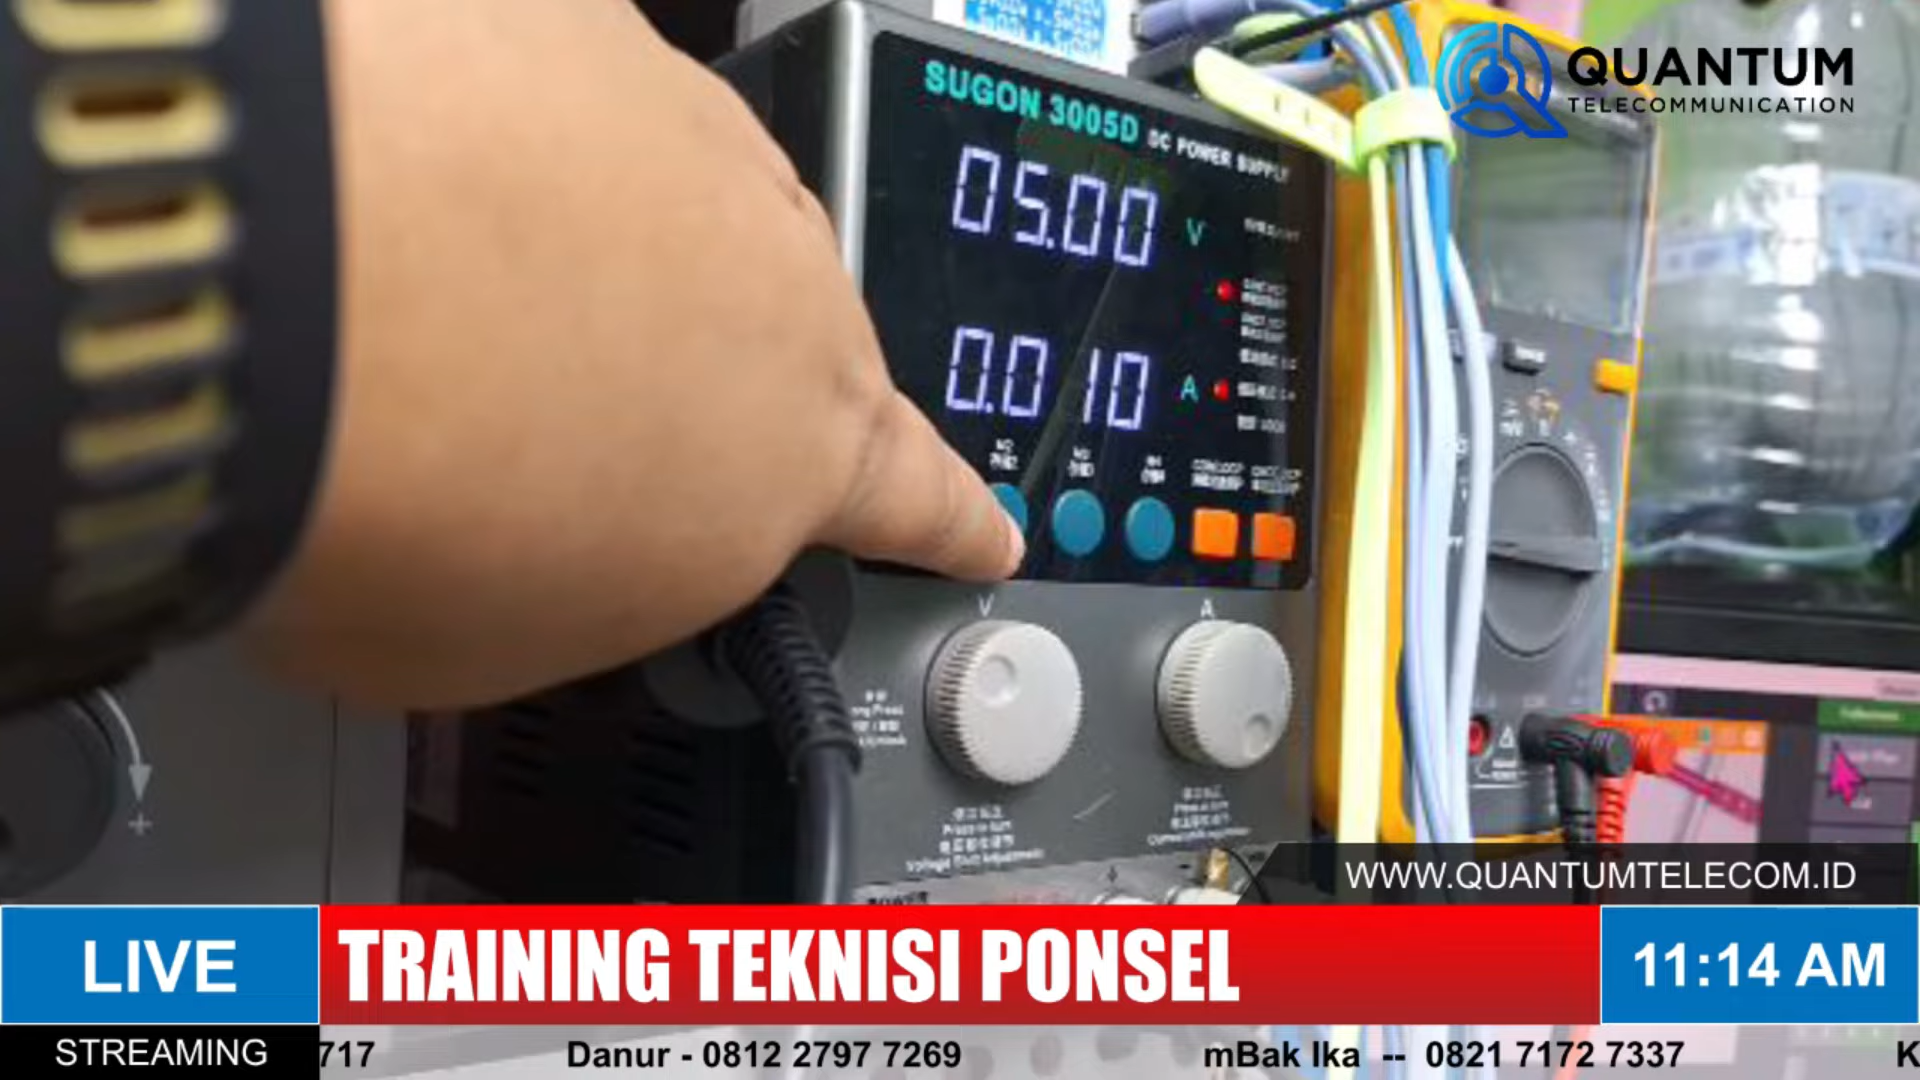 QUANTUM
TELECOMMUNICATION
SUGON 3005D DC POWER SUPPLY
05.00 V
0.010 A
V
A
WWW.QUANTUMTELECOM.ID
LIVE
TRAINING TEKNISI PONSEL
11:14 AM
STREAMING
717
Danur - 0812 2797 7269
mBak Ika -- 0821 7172 7337
K